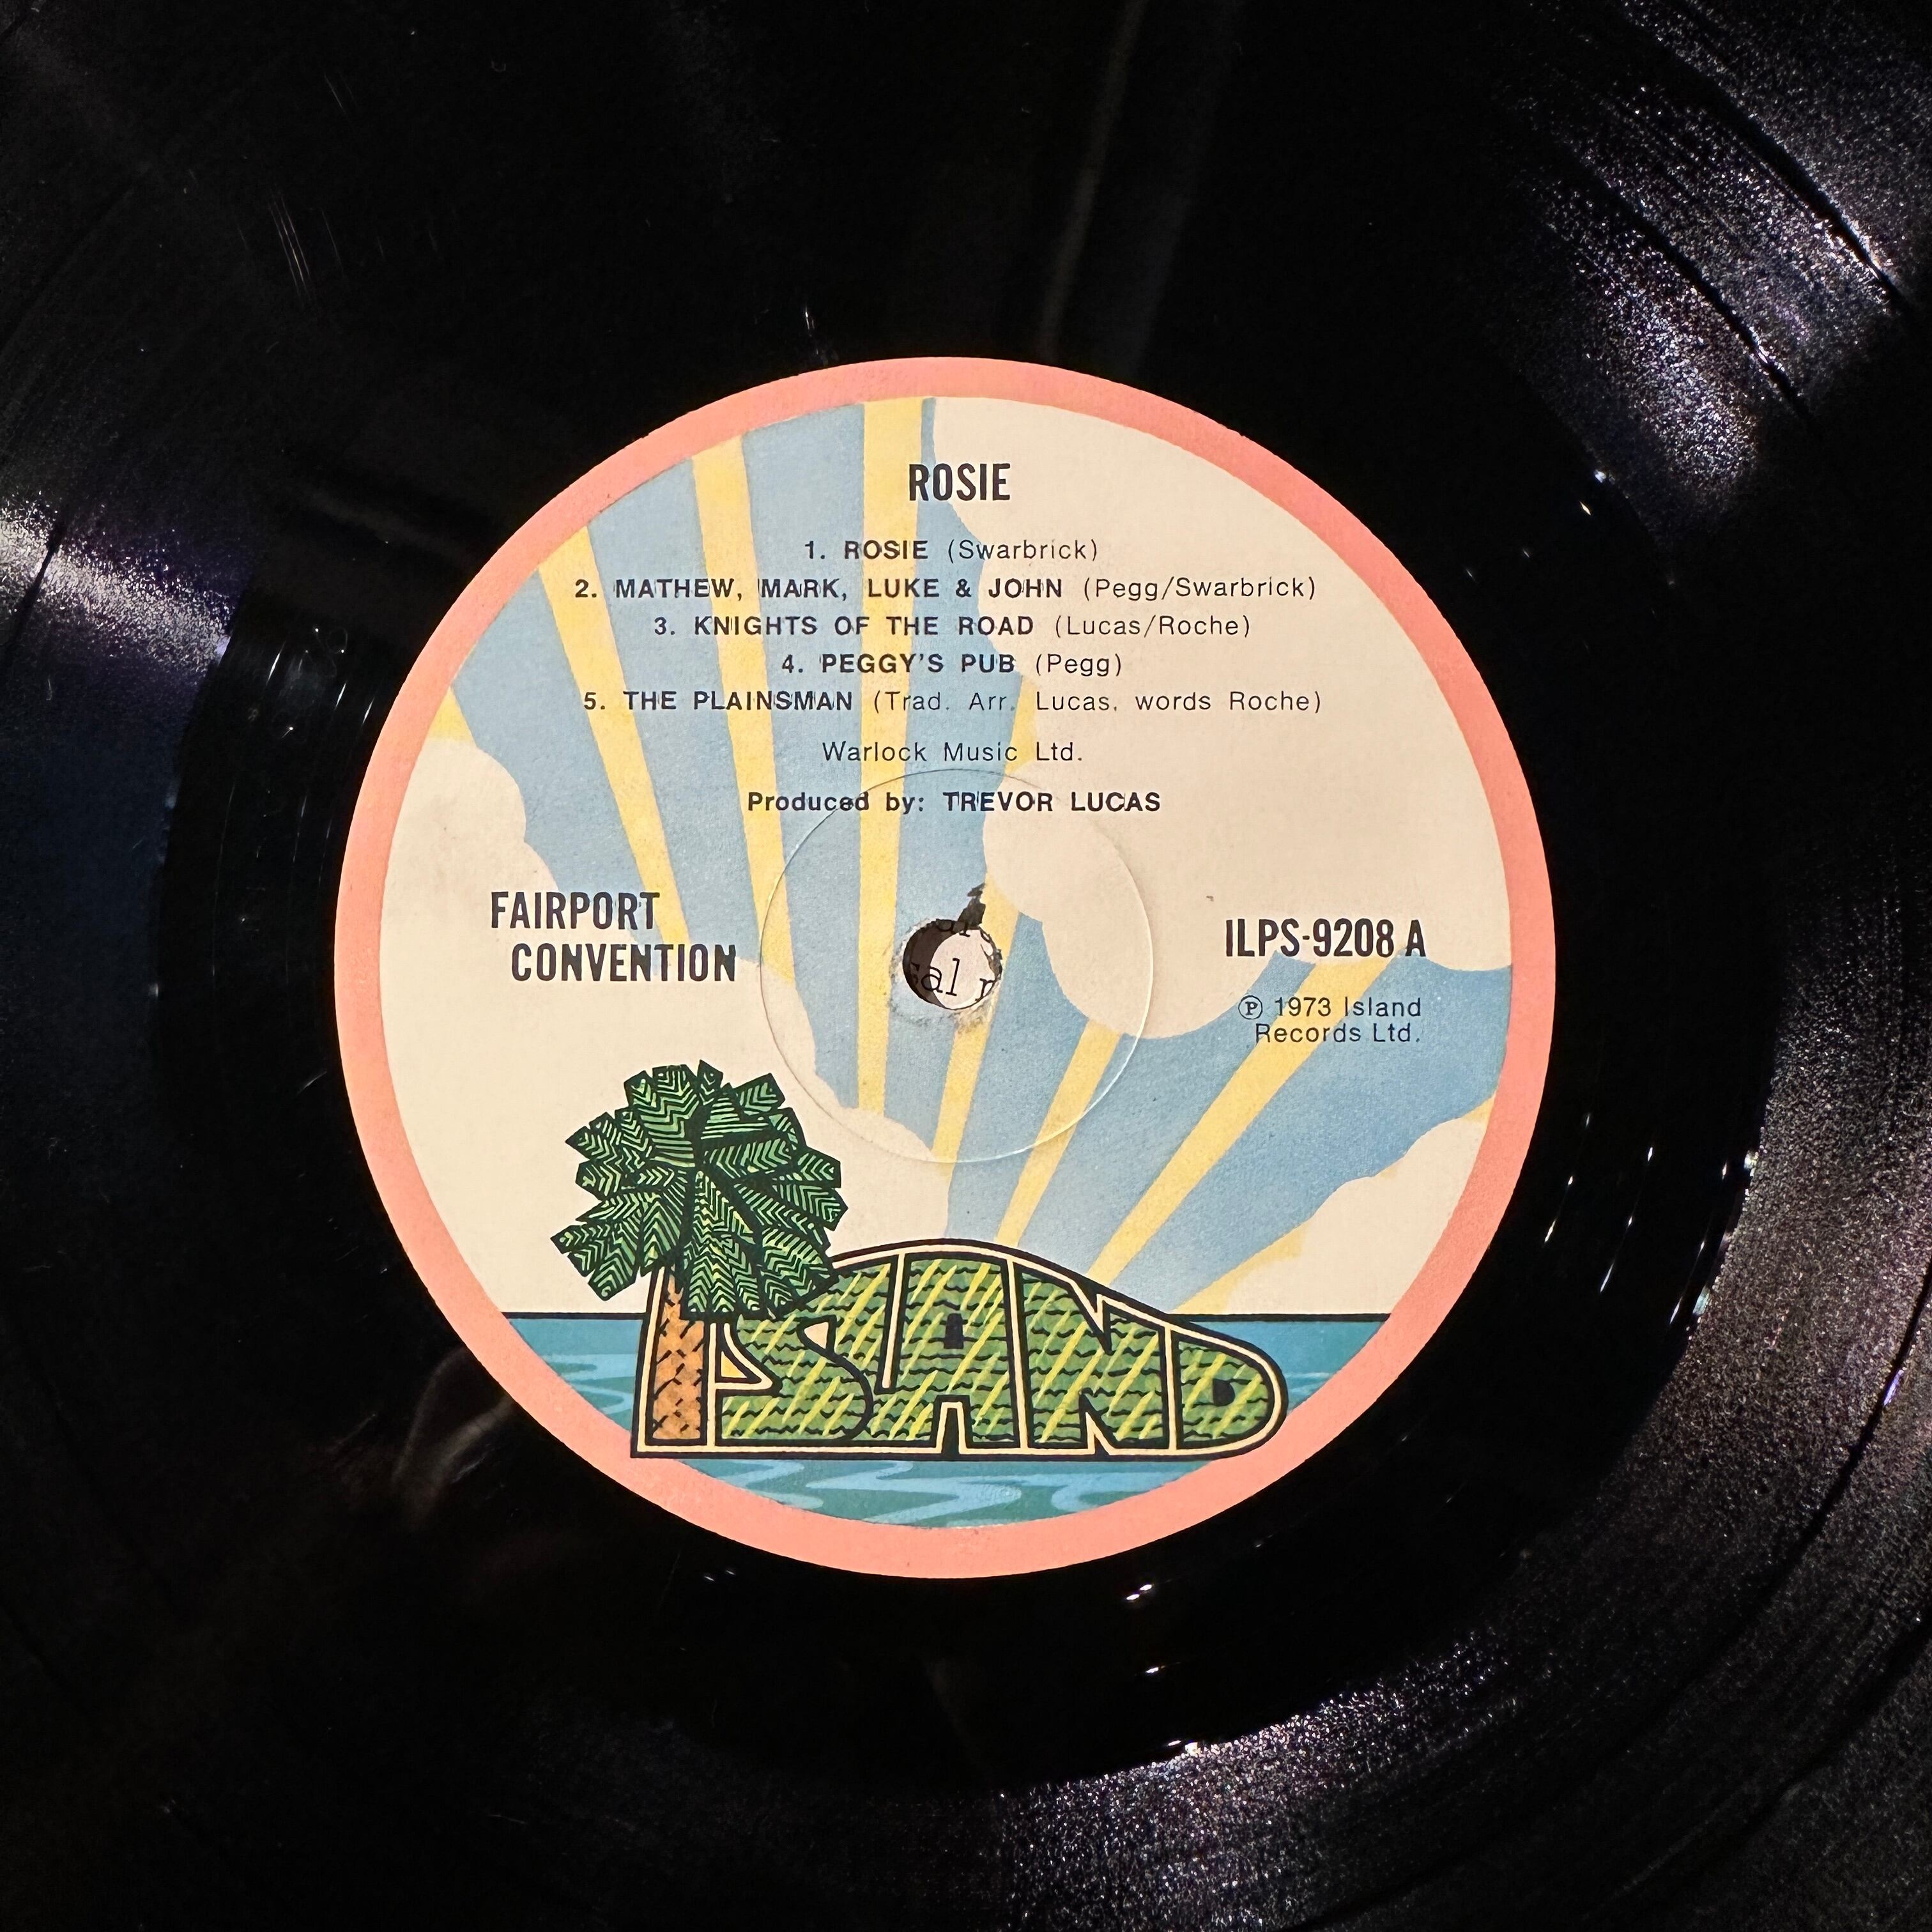 ROSIE
1. ROSIE (Swarbrick)
2. MATHEW, MARK, LUKE & JOHN (Pegg/Swarbrick)
3. KNIGHTS OF THE ROAD (Lucas/Roche)
4. PEGGY'S PUB (Pegg)
5. THE PLAINSMAN (Trad. Arr. Lucas, words Roche)
Warlock Music Ltd.
Produced by: TREVOR LUCAS
FAIRPORT
CONVENTION
ILPS-9208 A
℗ 1973 Island
Records Ltd.
ISLAND